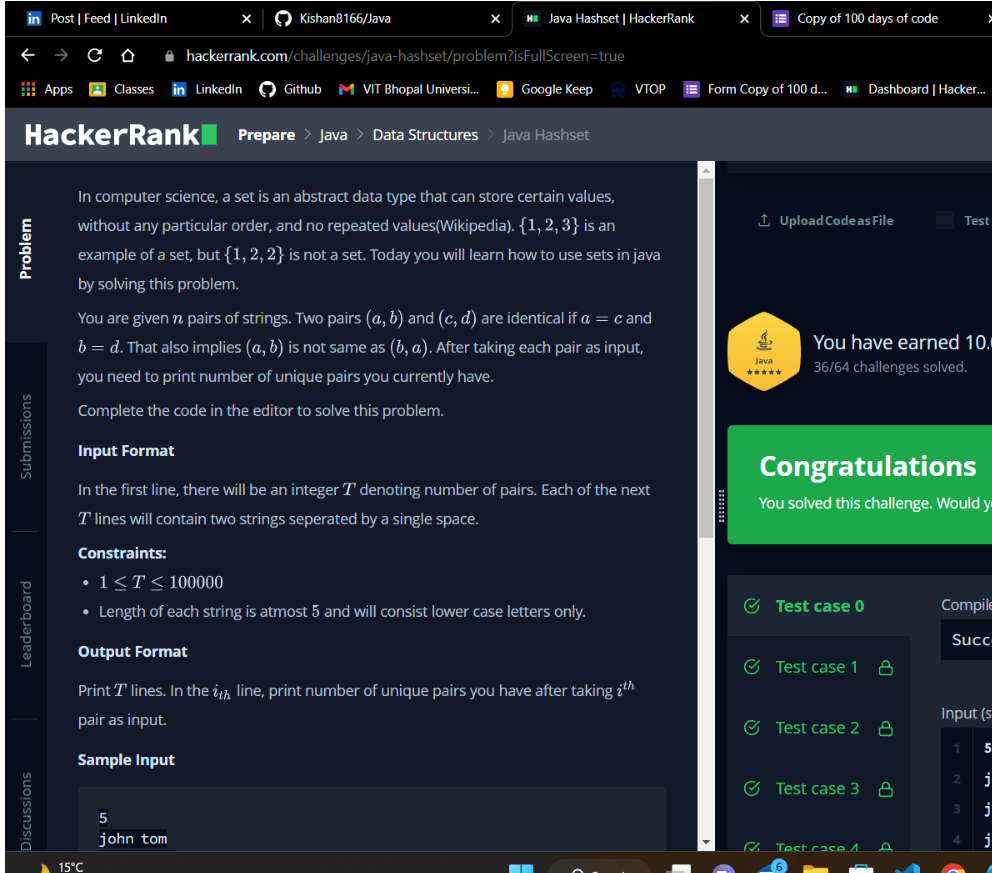 Post | Feed | LinkedIn
Kishan8166/Java
Java Hashset | HackerRank
Copy of 100 days of code
hackerrank.com/challenges/java-hashset/problem?isFullScreen=true
Apps Classes LinkedIn Github VIT Bhopal Universi... Google Keep VTOP Form Copy of 100 d... Dashboard | Hacker...
HackerRank Prepare > Java > Data Structures > Java Hashset
Problem
Submissions
Leaderboard
Discussions
In computer science, a set is an abstract data type that can store certain values,
without any particular order, and no repeated values(Wikipedia). {1, 2, 3} is an
example of a set, but {1, 2, 2} is not a set. Today you will learn how to use sets in java
by solving this problem.
You are given n pairs of strings. Two pairs (a, b) and (c, d) are identical if a = c and
b = d. That also implies (a, b) is not same as (b, a). After taking each pair as input,
you need to print number of unique pairs you currently have.
Complete the code in the editor to solve this problem.
Input Format
In the first line, there will be an integer T denoting number of pairs. Each of the next
T lines will contain two strings seperated by a single space.
Constraints:
• 1 ≤ T ≤ 100000
• Length of each string is atmost 5 and will consist lower case letters only.
Output Format
Print T lines. In the i_th line, print number of unique pairs you have after taking i^th
pair as input.
Sample Input
5
john tom
Upload Code as File Test
Java
You have earned 10.
36/64 challenges solved.
Congratulations
You solved this challenge. Would y
Test case 0
Test case 1
Test case 2
Test case 3
Test case 4
Compile
Succ
Input (s
1 5
2 j
3 j
4 j
15°C
6